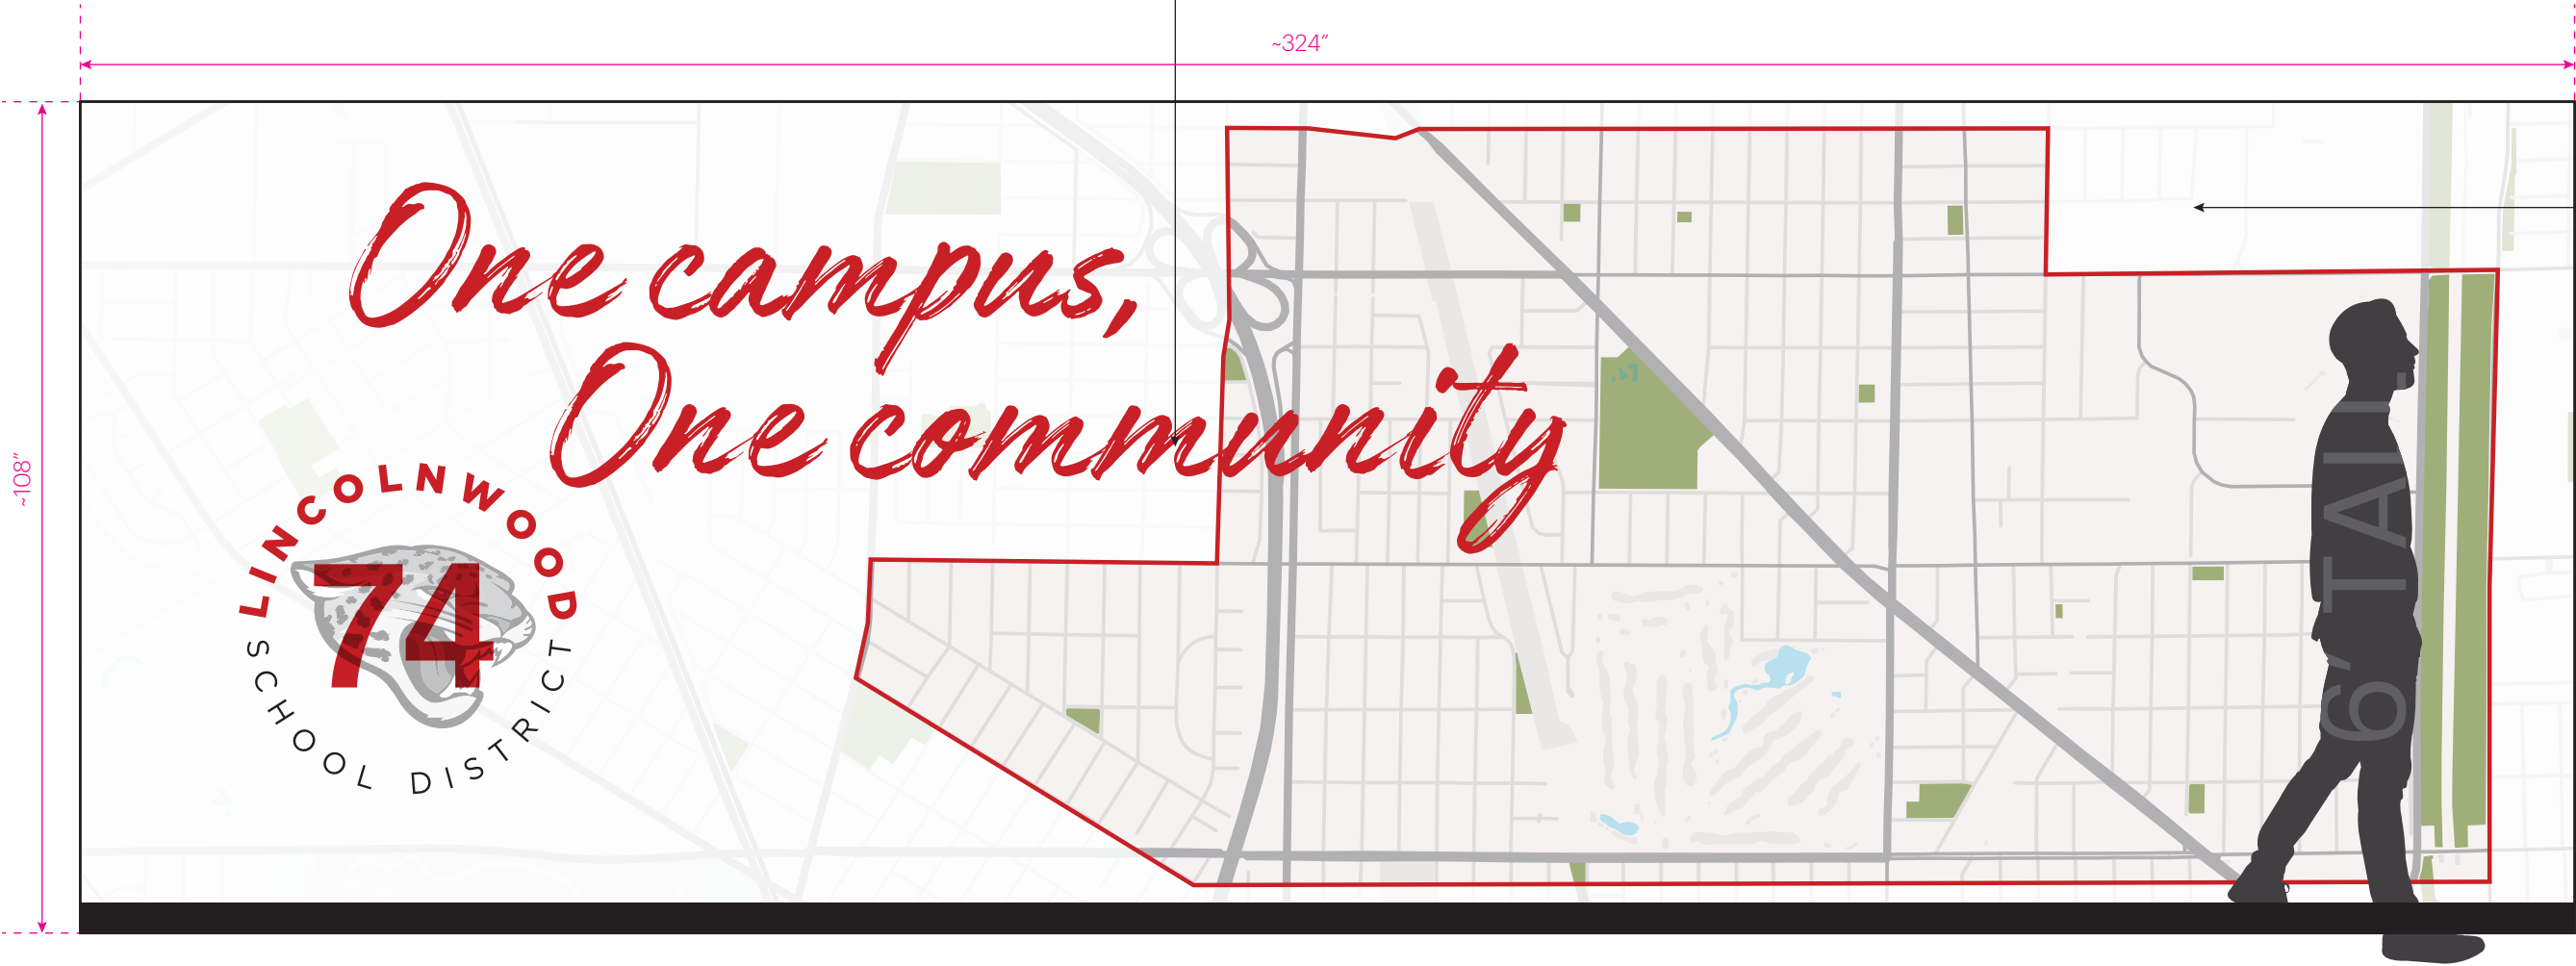 ~324”
~108”
One campus,
One community
LINCOLNWOOD
74
SCHOOL DISTRICT
6’ TALL